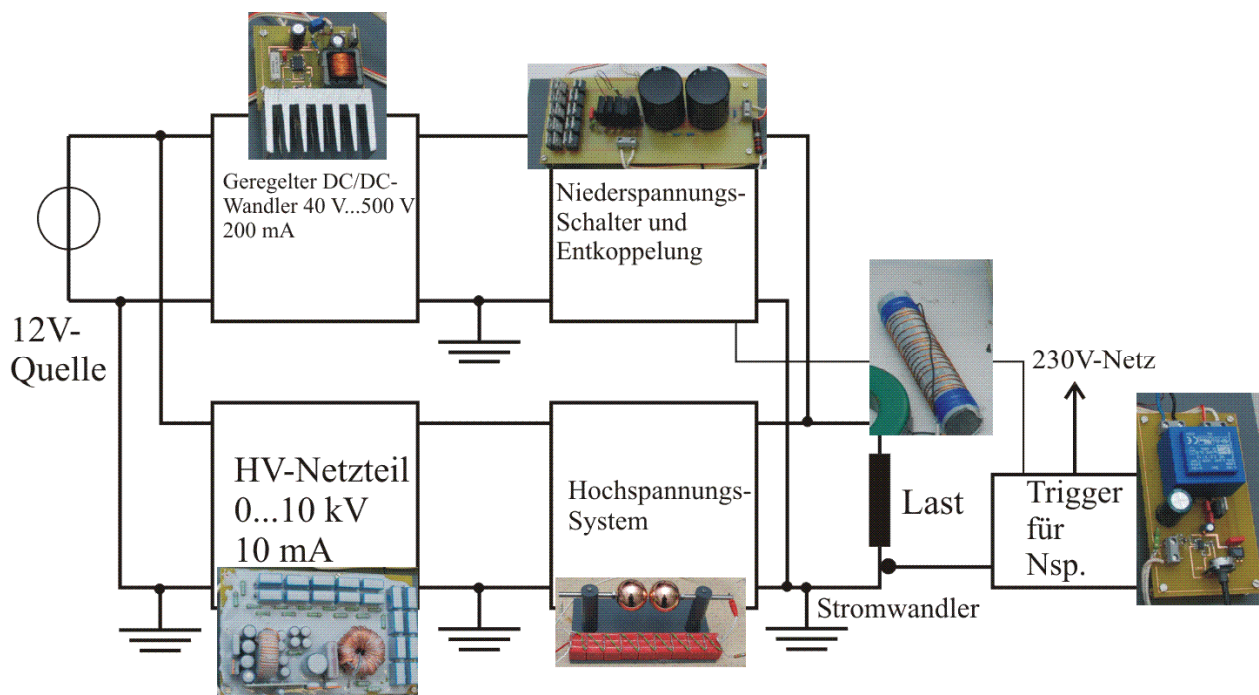 Geregelter DC/DC-
Wandler 40 V...500 V
200 mA
Niederspannungs-
Schalter und
Entkoppelung
12V-
Quelle
230V-Netz
HV-Netzteil
0...10 kV
10 mA
Hochspannungs-
System
Last
Trigger
für
Nsp.
Stromwandler